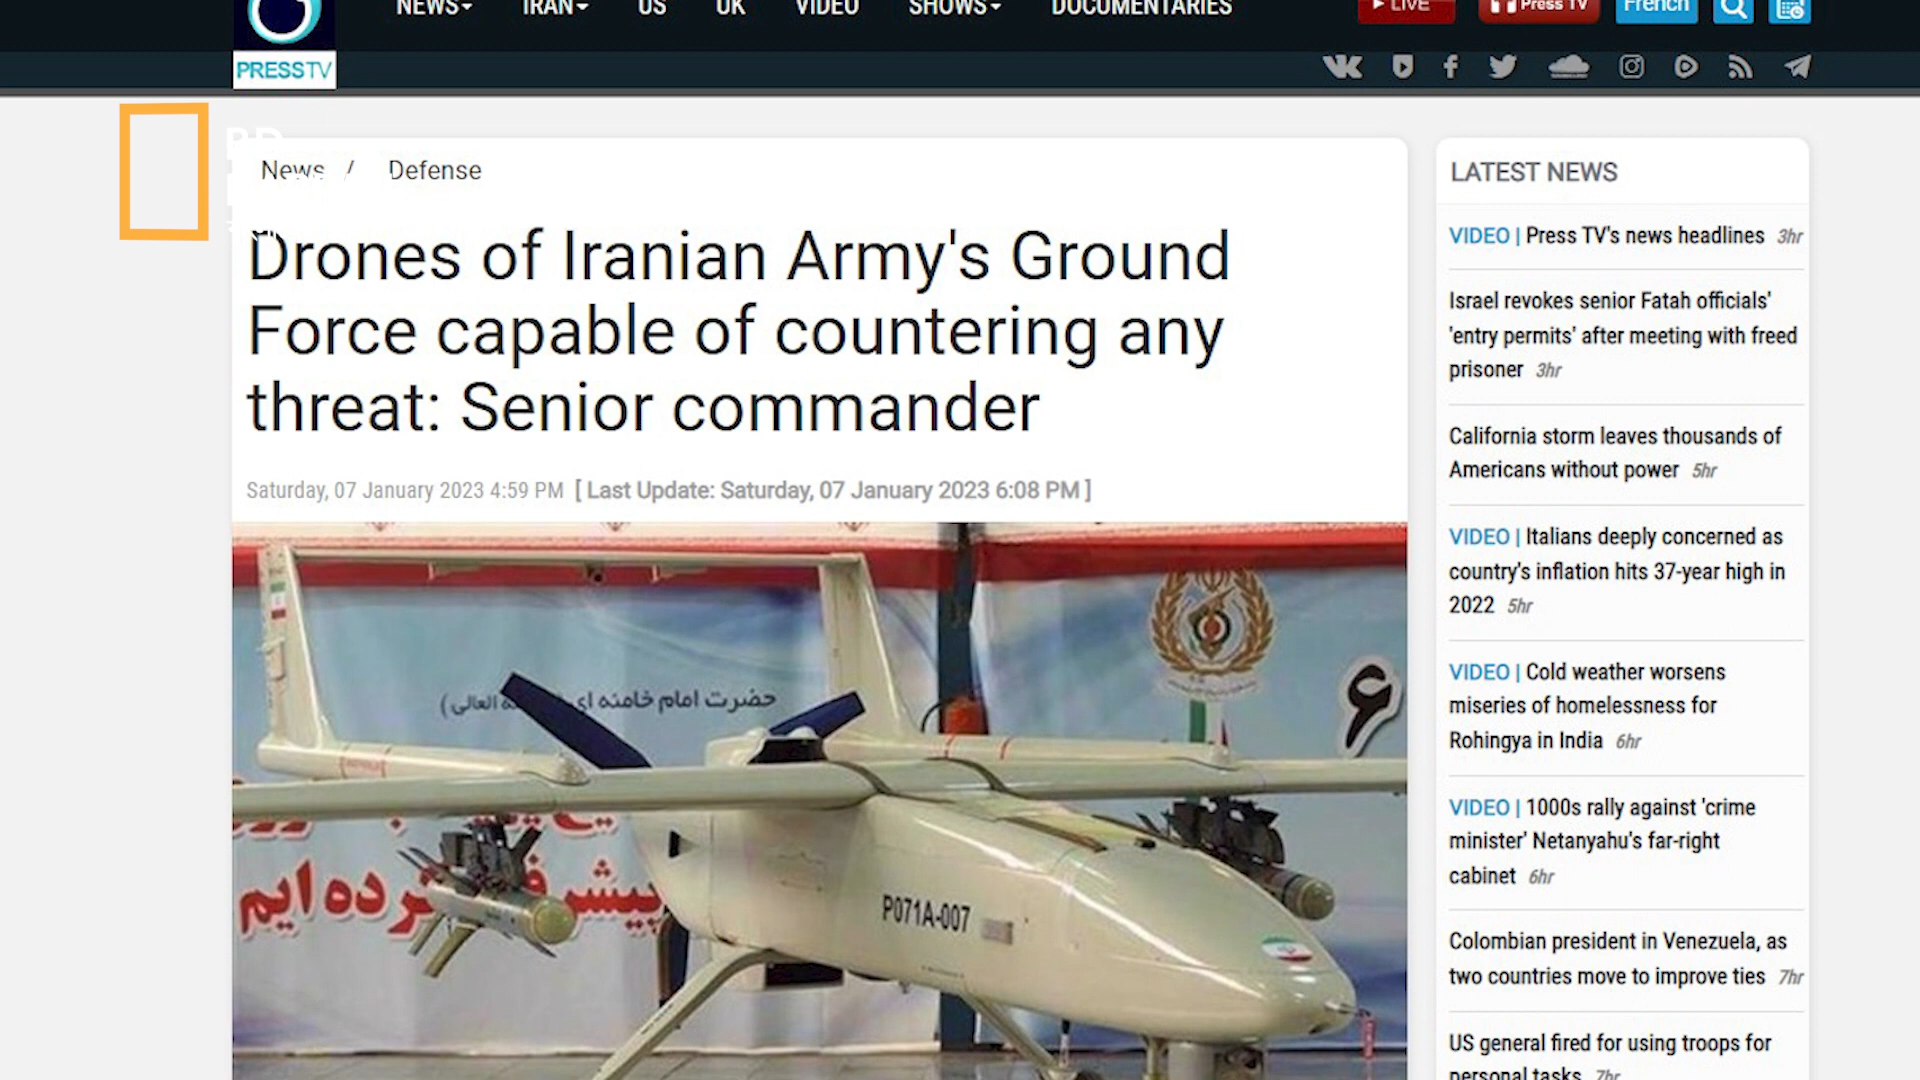 NEWS IRAN US UK VIDEO SHOWS DOCUMENTARIES
LIVE Press TV French
PRESSTV
News / Defense
Drones of Iranian Army's Ground
Force capable of countering any
threat: Senior commander
Saturday, 07 January 2023 4:59 PM [ Last Update: Saturday, 07 January 2023 6:08 PM ]
حضرت امام خامنه ای
العالی)
۶
کرده ایم
P071A-007
LATEST NEWS
VIDEO | Press TV's news headlines 3hr
Israel revokes senior Fatah officials'
'entry permits' after meeting with freed
prisoner 3hr
California storm leaves thousands of
Americans without power 5hr
VIDEO | Italians deeply concerned as
country's inflation hits 37-year high in
2022 5hr
VIDEO | Cold weather worsens
miseries of homelessness for
Rohingya in India 6hr
VIDEO | 1000s rally against 'crime
minister' Netanyahu's far-right
cabinet 6hr
Colombian president in Venezuela, as
two countries move to improve ties 7hr
US general fired for using troops for
personal tasks 7hr